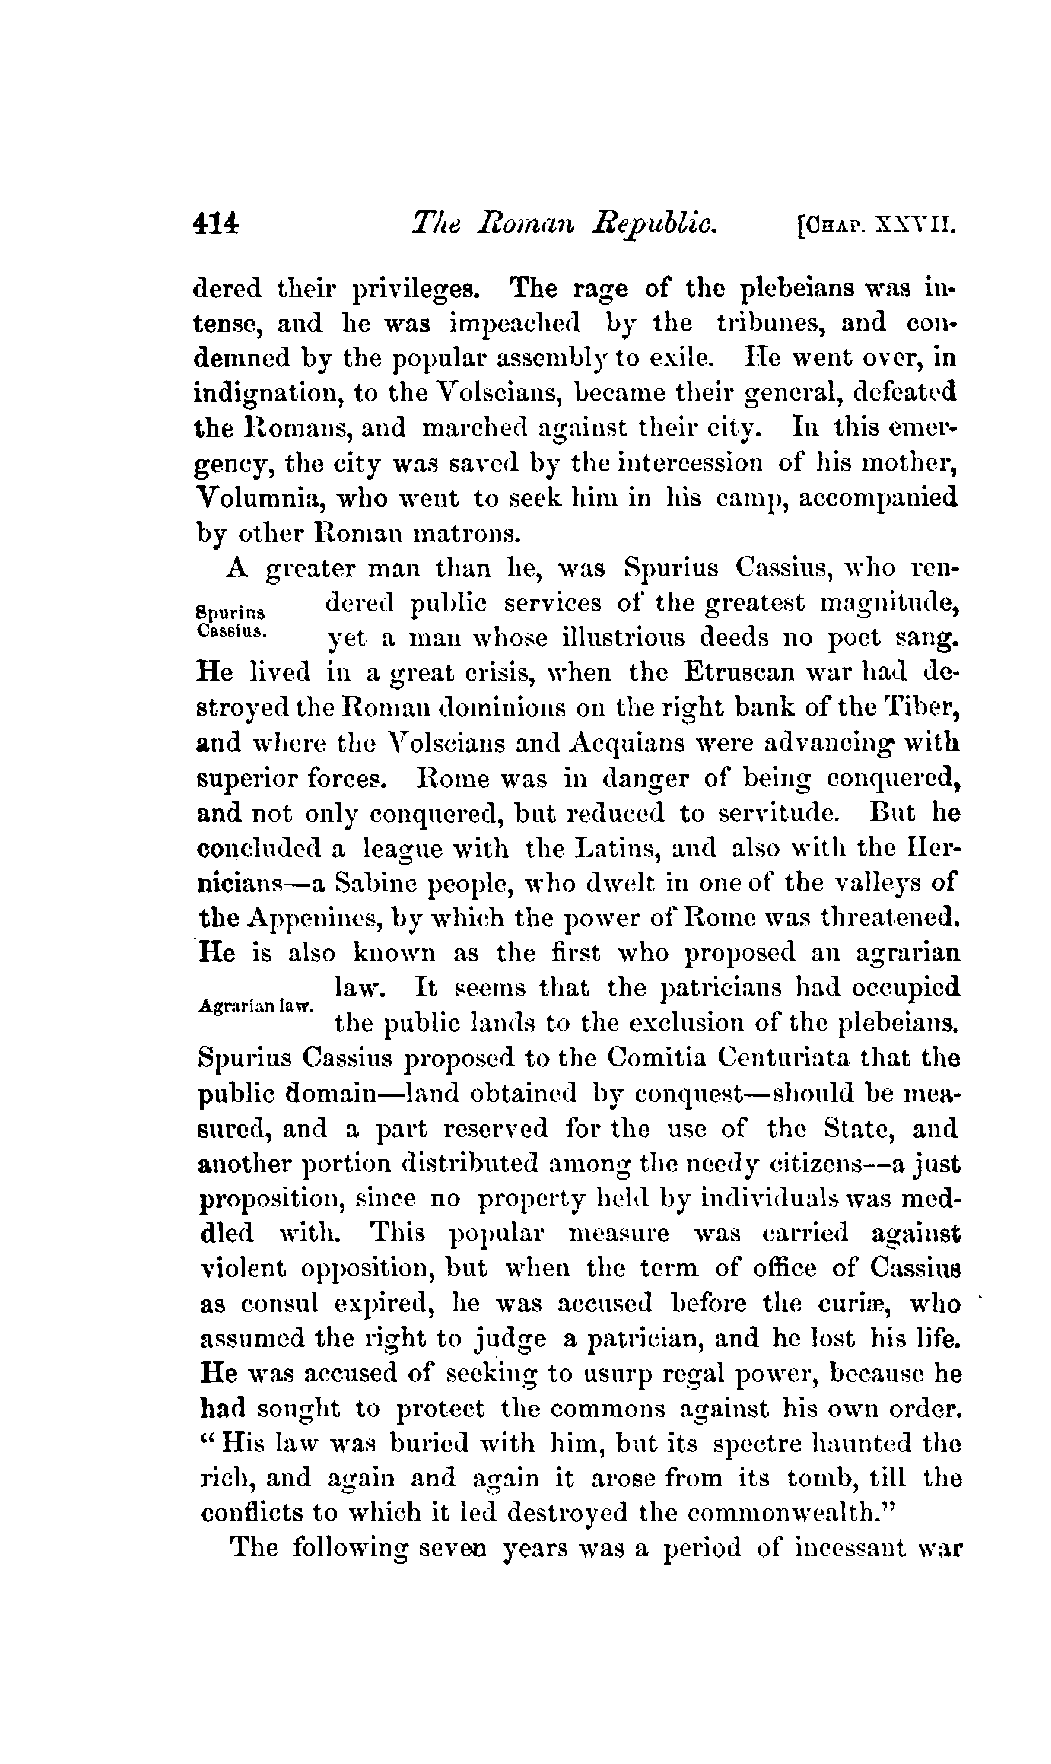 414 The Roman Republic. [CHAP. XXVII.
dered their privileges. The rage of the plebeians was in-
tense, and he was impeached by the tribunes, and con-
demned by the popular assembly to exile. He went over, in
indignation, to the Volscians, became their general, defeated
the Romans, and marched against their city. In this emer-
gency, the city was saved by the intercession of his mother,
Volumnia, who went to seek him in his camp, accompanied
by other Roman matrons.
A greater man than he, was Spurius Cassius, who ren-
Spurius
dered public services of the greatest magnitude,
Cassius.
yet a man whose illustrious deeds no poet sang.
He lived in a great crisis, when the Etruscan war had de-
stroyed the Roman dominions on the right bank of the Tiber,
and where the Volscians and Acquians were advancing with
superior forces. Rome was in danger of being conquered,
and not only conquered, but reduced to servitude. But he
concluded a league with the Latins, and also with the Her-
nicians—a Sabine people, who dwelt in one of the valleys of
the Appenines, by which the power of Rome was threatened.
He is also known as the first who proposed an agrarian
law. It seems that the patricians had occupied
Agrarian law.
the public lands to the exclusion of the plebeians.
Spurius Cassius proposed to the Comitia Centuriata that the
public domain—land obtained by conquest—should be mea-
sured, and a part reserved for the use of the State, and
another portion distributed among the needy citizens—a just
proposition, since no property held by individuals was med-
dled with. This popular measure was carried against
violent opposition, but when the term of office of Cassius
as consul expired, he was accused before the curiæ, who
assumed the right to judge a patrician, and he lost his life.
He was accused of seeking to usurp regal power, because he
had sought to protect the commons against his own order.
"His law was buried with him, but its spectre haunted the
rich, and again and again it arose from its tomb, till the
conflicts to which it led destroyed the commonwealth."
The following seven years was a period of incessant war